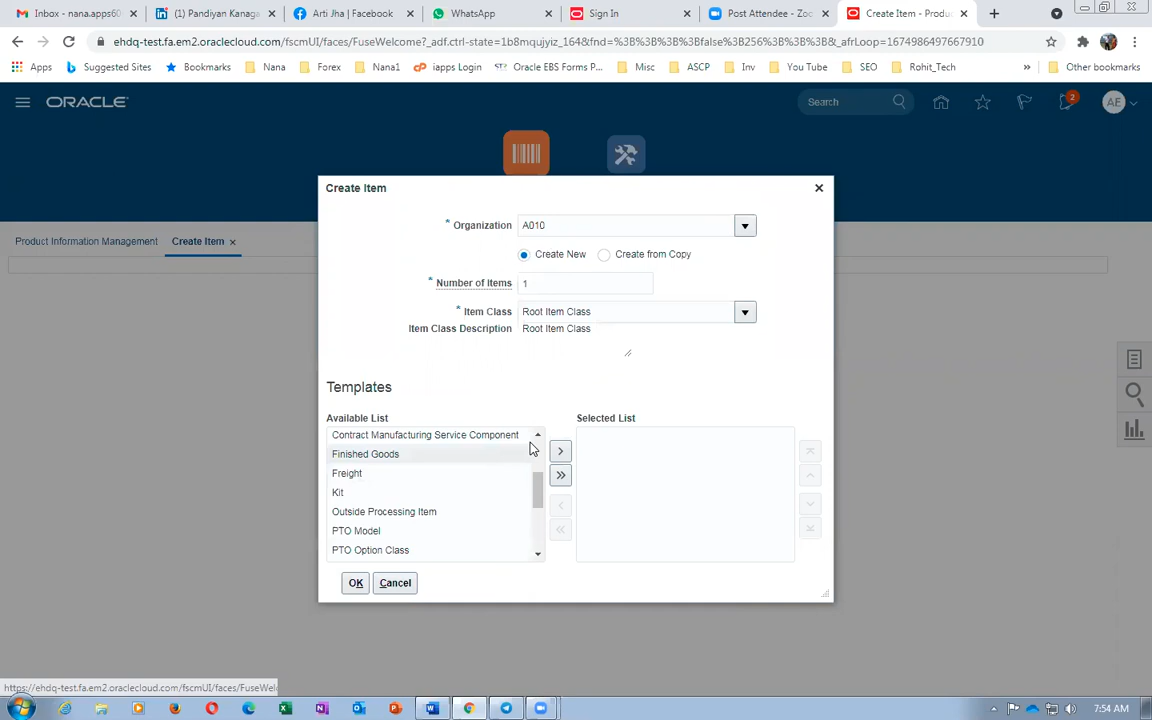 Inbox - nana.apps60
(1) Pandiyan Kanaga
Arti Jha | Facebook
WhatsApp
Sign In
Post Attendee - Zoo
Create Item - Produc
ehdq-test.fa.em2.oraclecloud.com/fscmUI/faces/FuseWelcome?_adf.ctrl-state=1b8mqujyiz_164&fnd=%3B%3B%3B%3Bfalse%3B256%3B%3B%3B&_afrLoop=1674986497667910
Apps
Suggested Sites
Bookmarks
Nana
Forex
Nana1
iapps Login
Oracle EBS Forms P...
Misc
ASCP
Inv
You Tube
SEO
Rohit_Tech
»
Other bookmarks
ORACLE
Search
2
AE
Create Item
* Organization A010
Create New Create from Copy
* Number of Items 1
* Item Class Root Item Class
Item Class Description Root Item Class
Product Information Management
Create Item
Templates
Available List
Selected List
Contract Manufacturing Service Component
Finished Goods
Freight
Kit
Outside Processing Item
PTO Model
PTO Option Class
OK
Cancel
https://ehdq-test.fa.em2.oraclecloud.com/fscmUI/faces/FuseWel
7:54 AM